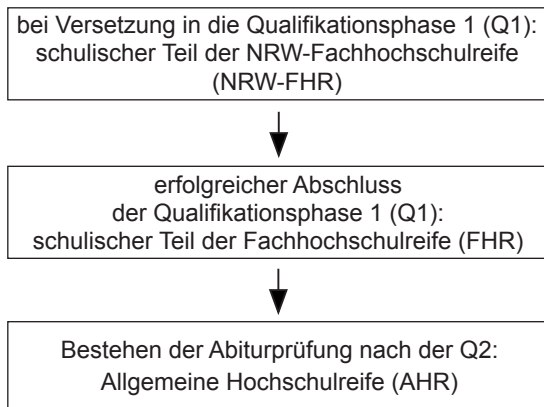 bei Versetzung in die Qualifikationsphase 1 (Q1):
schulischer Teil der NRW-Fachhochschulreife
(NRW-FHR)
erfolgreicher Abschluss
der Qualifikationsphase 1 (Q1):
schulischer Teil der Fachhochschulreife (FHR)
Bestehen der Abiturprüfung nach der Q2:
Allgemeine Hochschulreife (AHR)